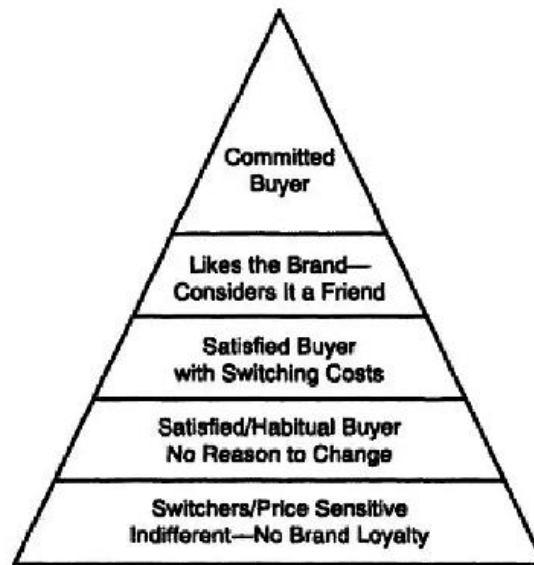 Committed
Buyer
Likes the Brand—
Considers it a Friend
Satisfied Buyer
with Switching Costs
Satisfied/Habitual Buyer
No Reason to Change
Switchers/Price Sensitive
Indifferent—No Brand Loyalty